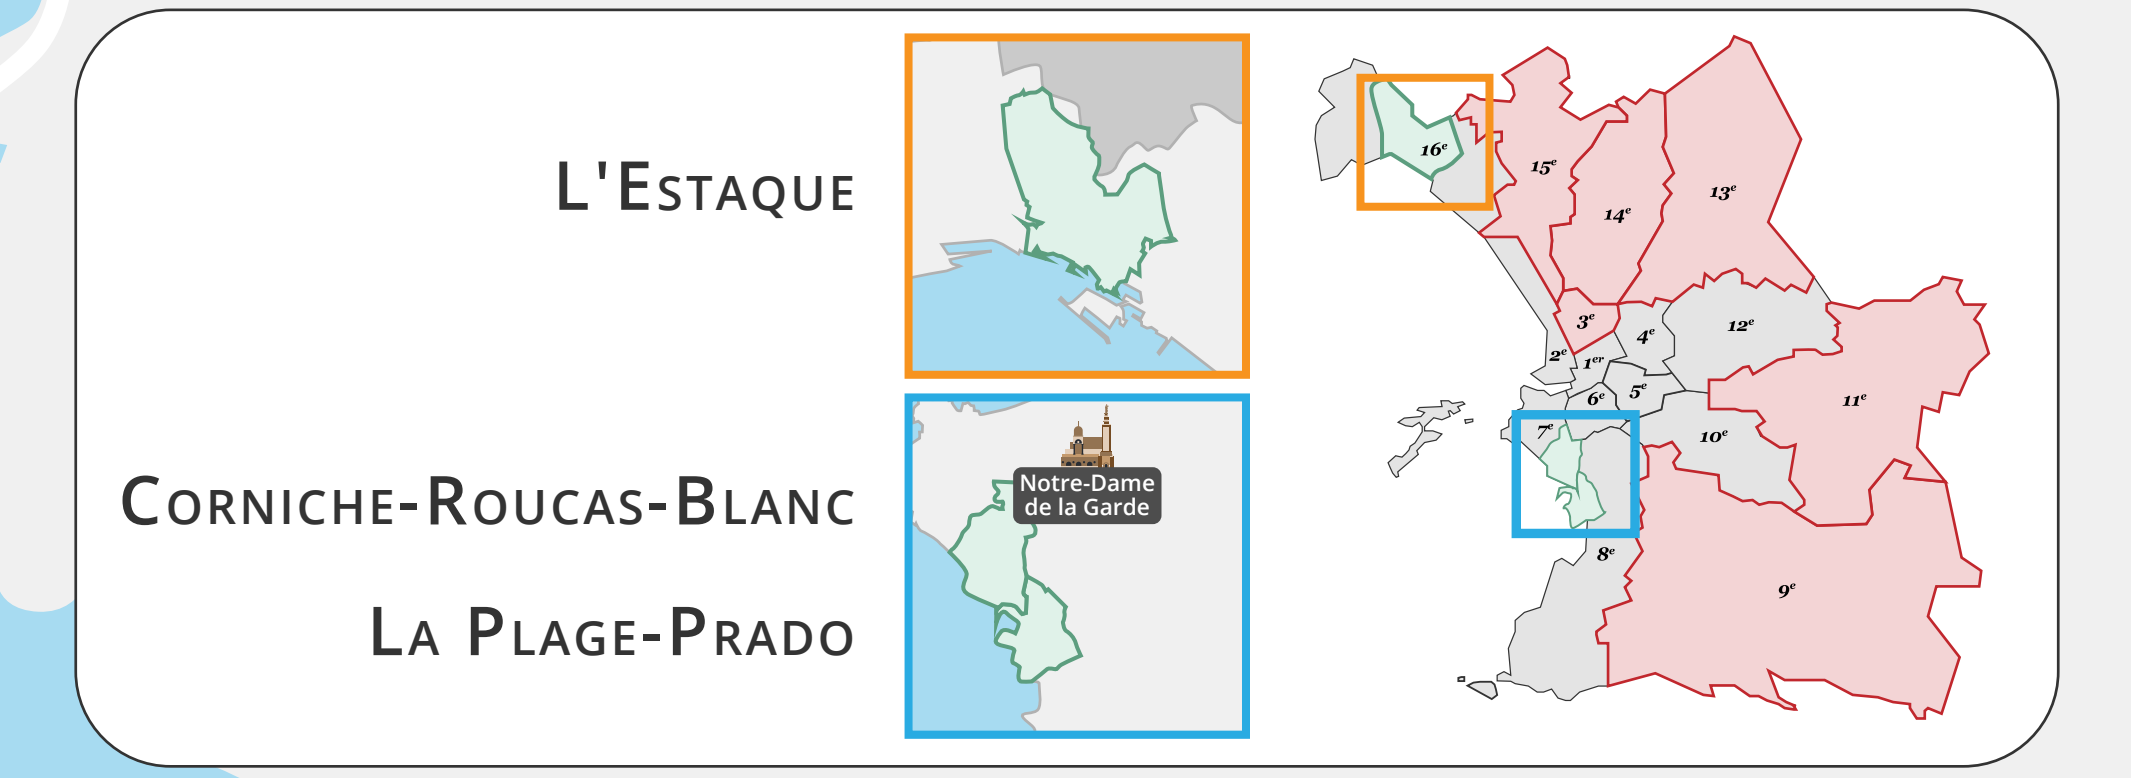 L'Estaque
Corniche-Roucas-Blanc
La Plage-Prado
Notre-Dame
de la Garde
16e
15e
14e
13e
3e
4e
12e
2e
1er
5e
6e
11e
7e
10e
8e
9e